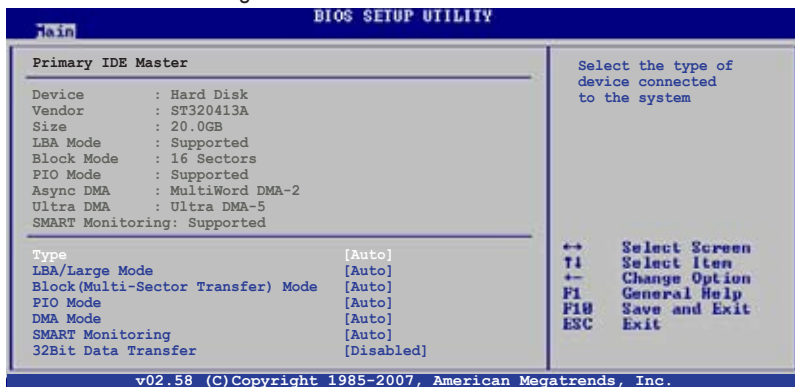 BIOS SETUP UTILITY
Main
Primary IDE Master
Device : Hard Disk
Vendor : ST320413A
Size : 20.0GB
LBA Mode : Supported
Block Mode : 16 Sectors
PIO Mode : Supported
Async DMA : MultiWord DMA-2
Ultra DMA : Ultra DMA-5
SMART Monitoring: Supported
Type [Auto]
LBA/Large Mode [Auto]
Block(Multi-Sector Transfer) Mode [Auto]
PIO Mode [Auto]
DMA Mode [Auto]
SMART Monitoring [Auto]
32Bit Data Transfer [Disabled]
Select the type of
device connected
to the system
↔ Select Screen
↑↓ Select Item
+- Change Option
F1 General Help
F10 Save and Exit
ESC Exit
v02.58 (C)Copyright 1985-2007, American Megatrends, Inc.